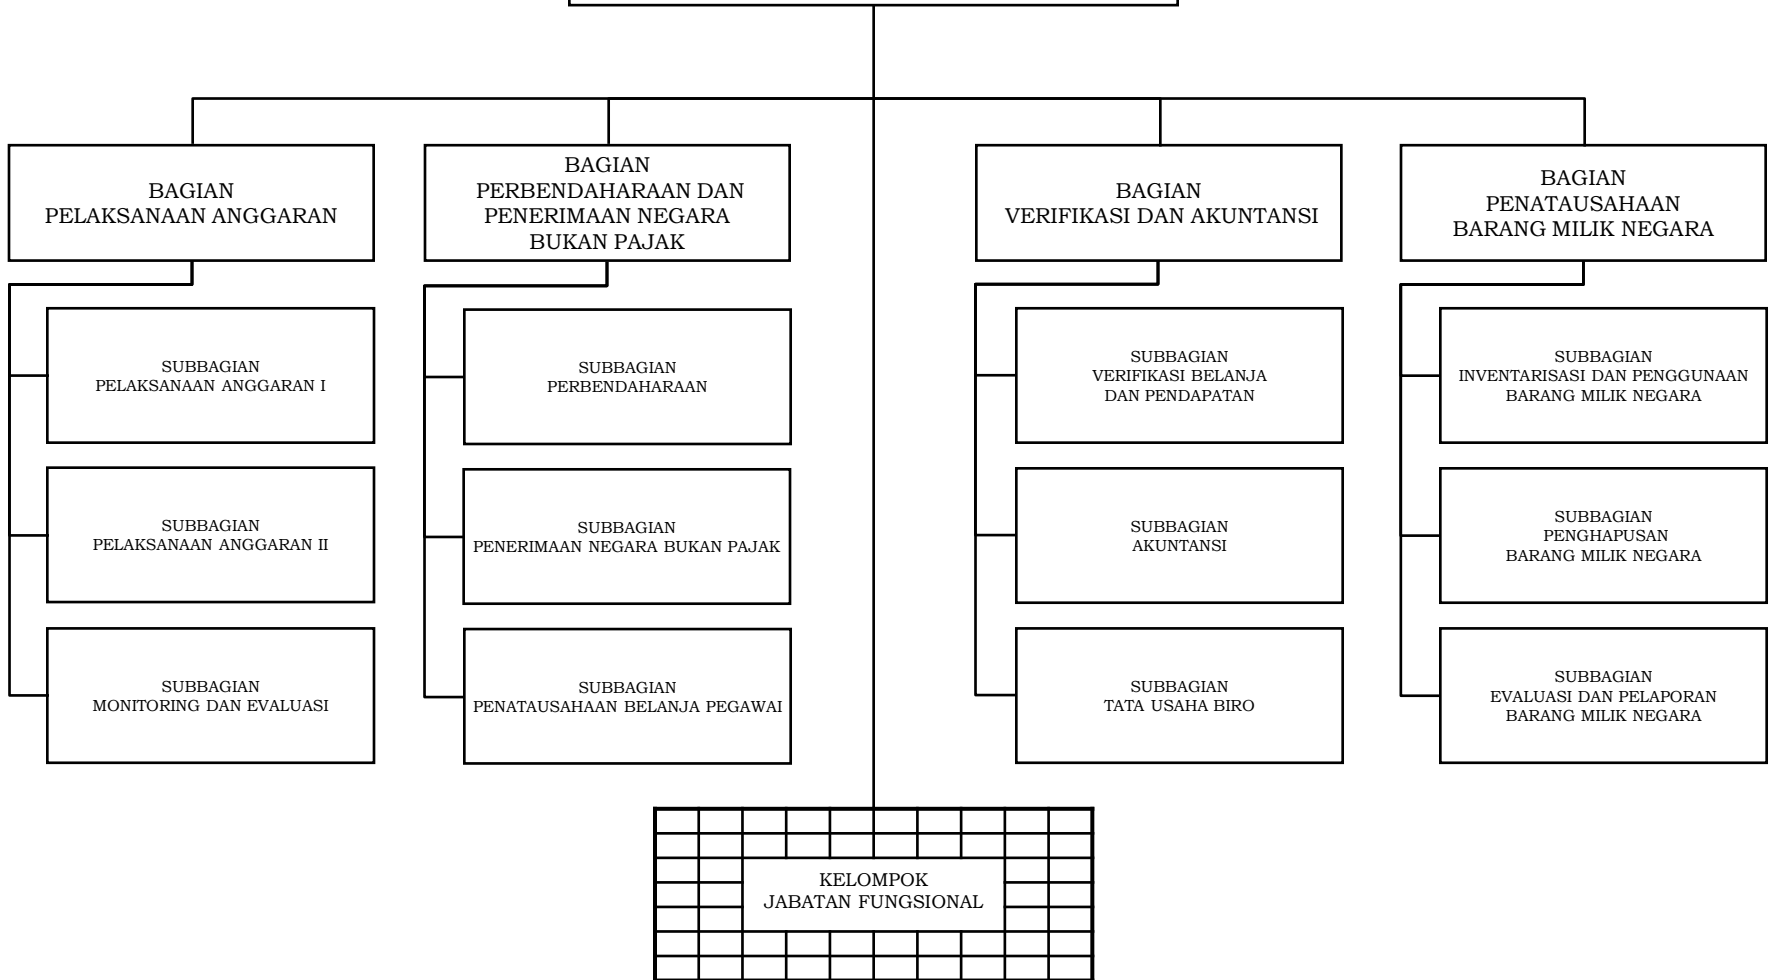 BAGIAN
PELAKSANAAN ANGGARAN
BAGIAN
PERBENDAHARAAN DAN
PENERIMAAN NEGARA
BUKAN PAJAK
BAGIAN
VERIFIKASI DAN AKUNTANSI
BAGIAN
PENATAUSAHAAN
BARANG MILIK NEGARA
SUBBAGIAN
PELAKSANAAN ANGGARAN I
SUBBAGIAN
PERBENDAHARAAN
SUBBAGIAN
VERIFIKASI BELANJA
DAN PENDAPATAN
SUBBAGIAN
INVENTARISASI DAN PENGGUNAAN
BARANG MILIK NEGARA
SUBBAGIAN
PELAKSANAAN ANGGARAN II
SUBBAGIAN
PENERIMAAN NEGARA BUKAN PAJAK
SUBBAGIAN
AKUNTANSI
SUBBAGIAN
PENGHAPUSAN
BARANG MILIK NEGARA
SUBBAGIAN
MONITORING DAN EVALUASI
SUBBAGIAN
PENATAUSAHAAN BELANJA PEGAWAI
SUBBAGIAN
TATA USAHA BIRO
SUBBAGIAN
EVALUASI DAN PELAPORAN
BARANG MILIK NEGARA
KELOMPOK
JABATAN FUNGSIONAL